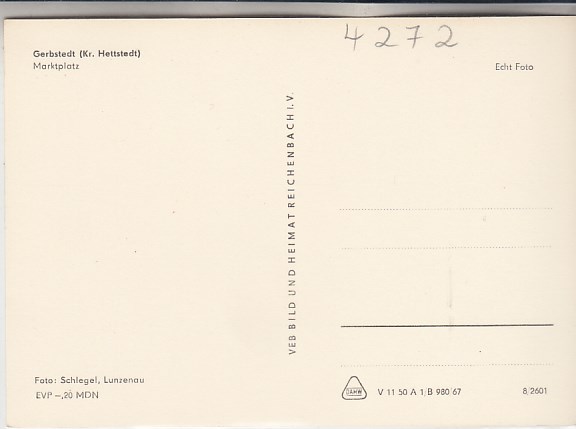 4272
Gerbstedt (Kr. Hettstedt)
Marktplatz
Echt Foto
VEB BILD UND HEIMAT REICHENBACH I. V.
Foto: Schlegel, Lunzenau
EVP –,20 MDN
DAHW
V 11 50 A 1/B 980/67
8/2601